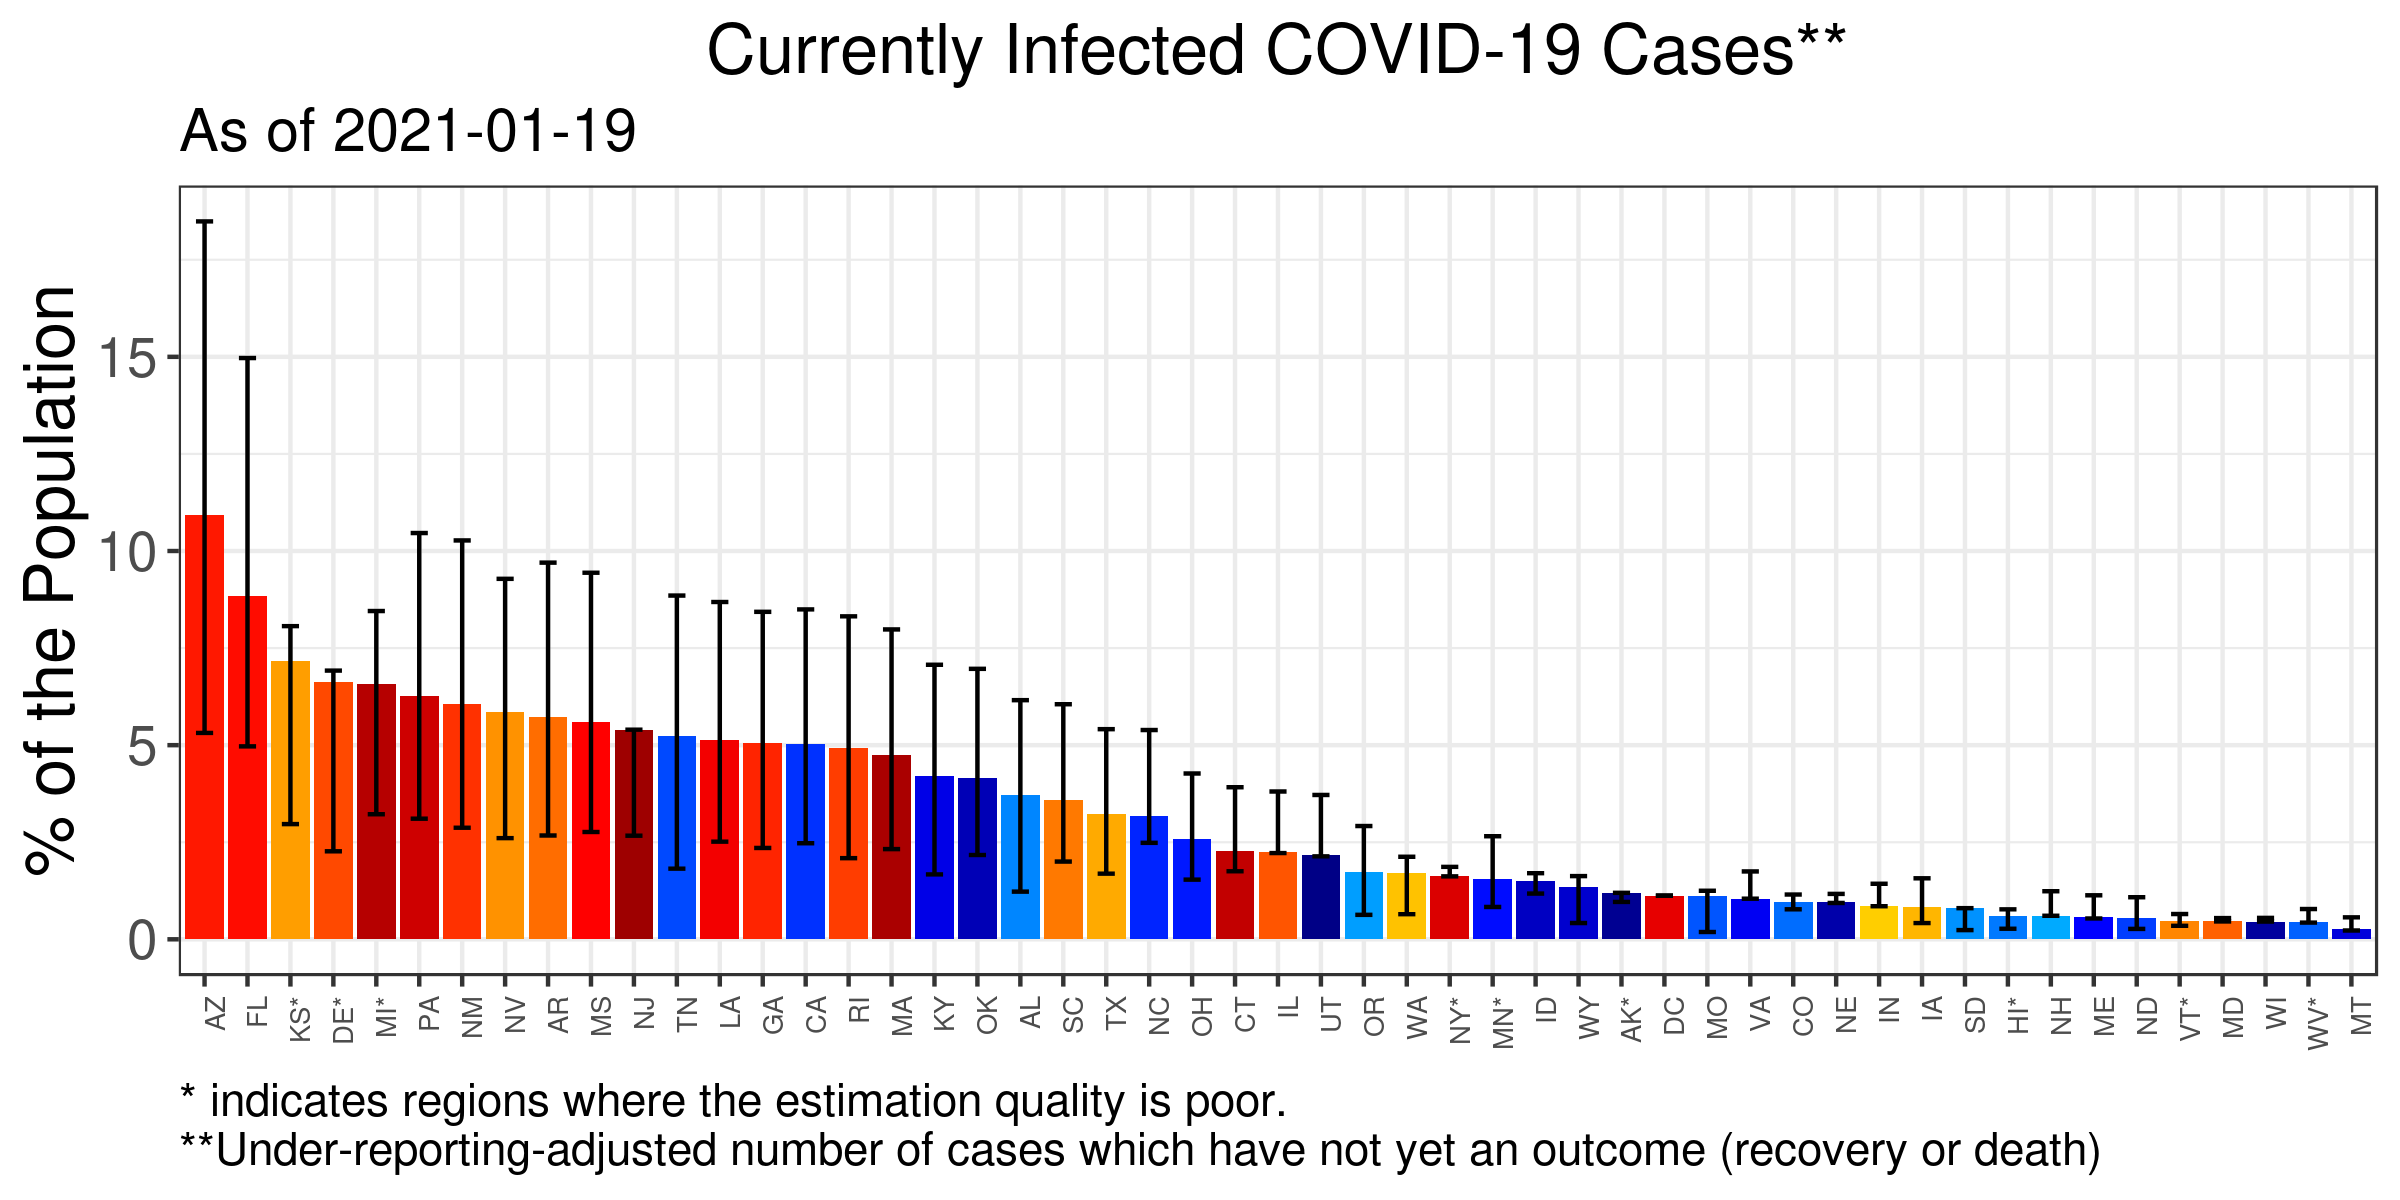 Currently Infected COVID-19 Cases**
As of 2021-01-19
% of the Population
15
10
5
0
AZ FL KS* DE* MI* PA NM NV AR MS NJ TN LA GA CA RI MA KY OK AL SC TX NC OH CT IL UT OR WA NY* MN* ID WY AK* DC MO VA CO NE IN IA SD HI* NH ME ND VT* MD WI WV* MT
* indicates regions where the estimation quality is poor.
**Under-reporting-adjusted number of cases which have not yet an outcome (recovery or death)